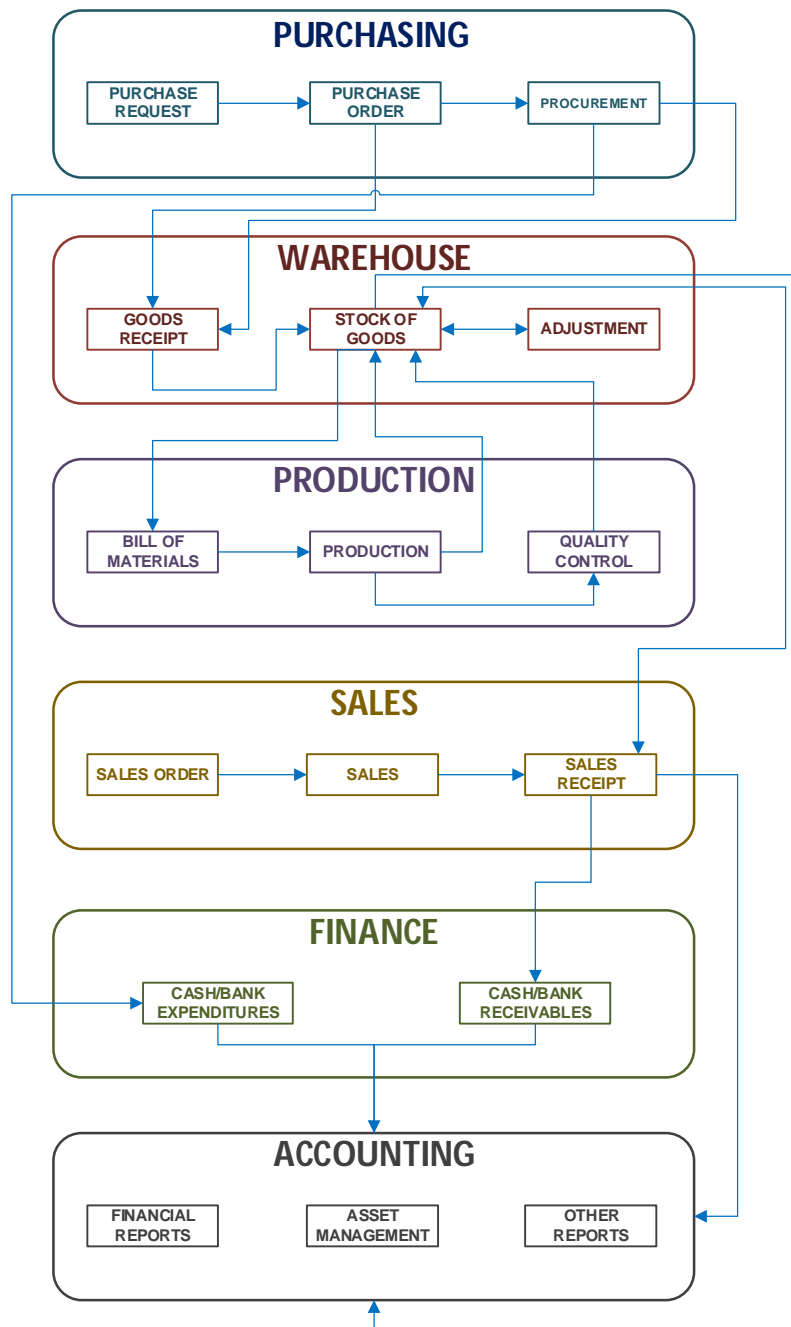 PURCHASING
PURCHASE
REQUEST
PURCHASE
ORDER
PROCUREMENT
WAREHOUSE
GOODS
RECEIPT
STOCK OF
GOODS
ADJUSTMENT
PRODUCTION
BILL OF
MATERIALS
PRODUCTION
QUALITY
CONTROL
SALES
SALES ORDER
SALES
SALES
RECEIPT
FINANCE
CASH/BANK
EXPENDITURES
CASH/BANK
RECEIVABLES
ACCOUNTING
FINANCIAL
REPORTS
ASSET
MANAGEMENT
OTHER
REPORTS